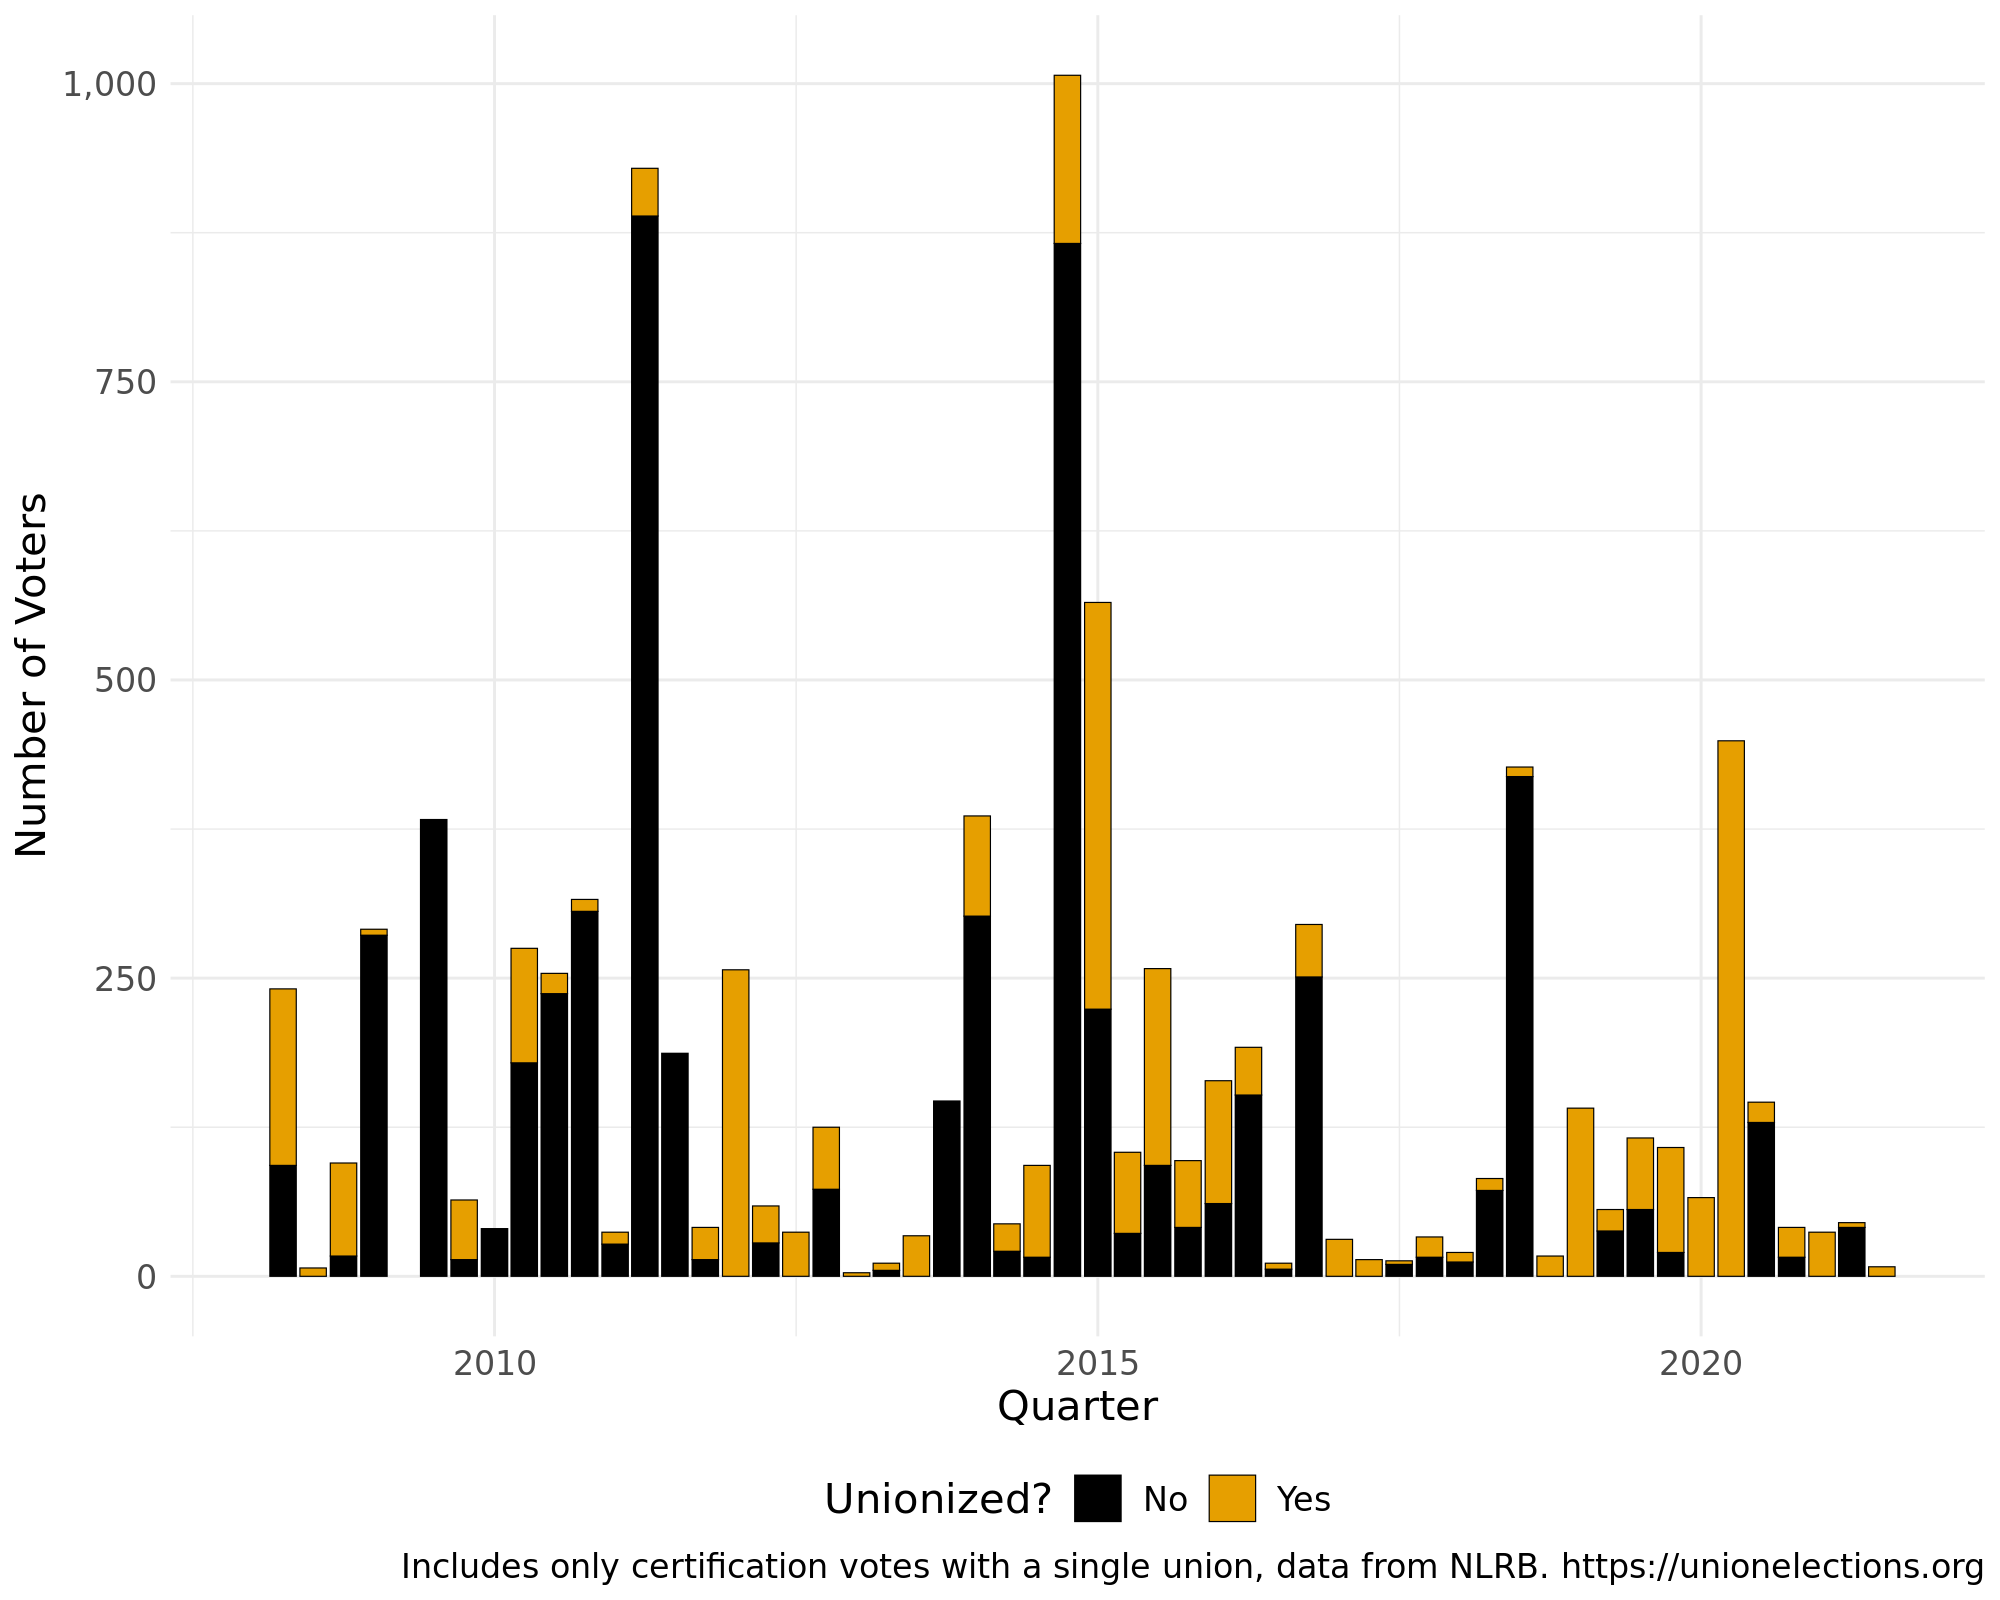 1,000
750
500
250
0
Number of Voters
2010 2015 2020
Quarter
Unionized? No Yes
Includes only certification votes with a single union, data from NLRB. https://unionelections.org